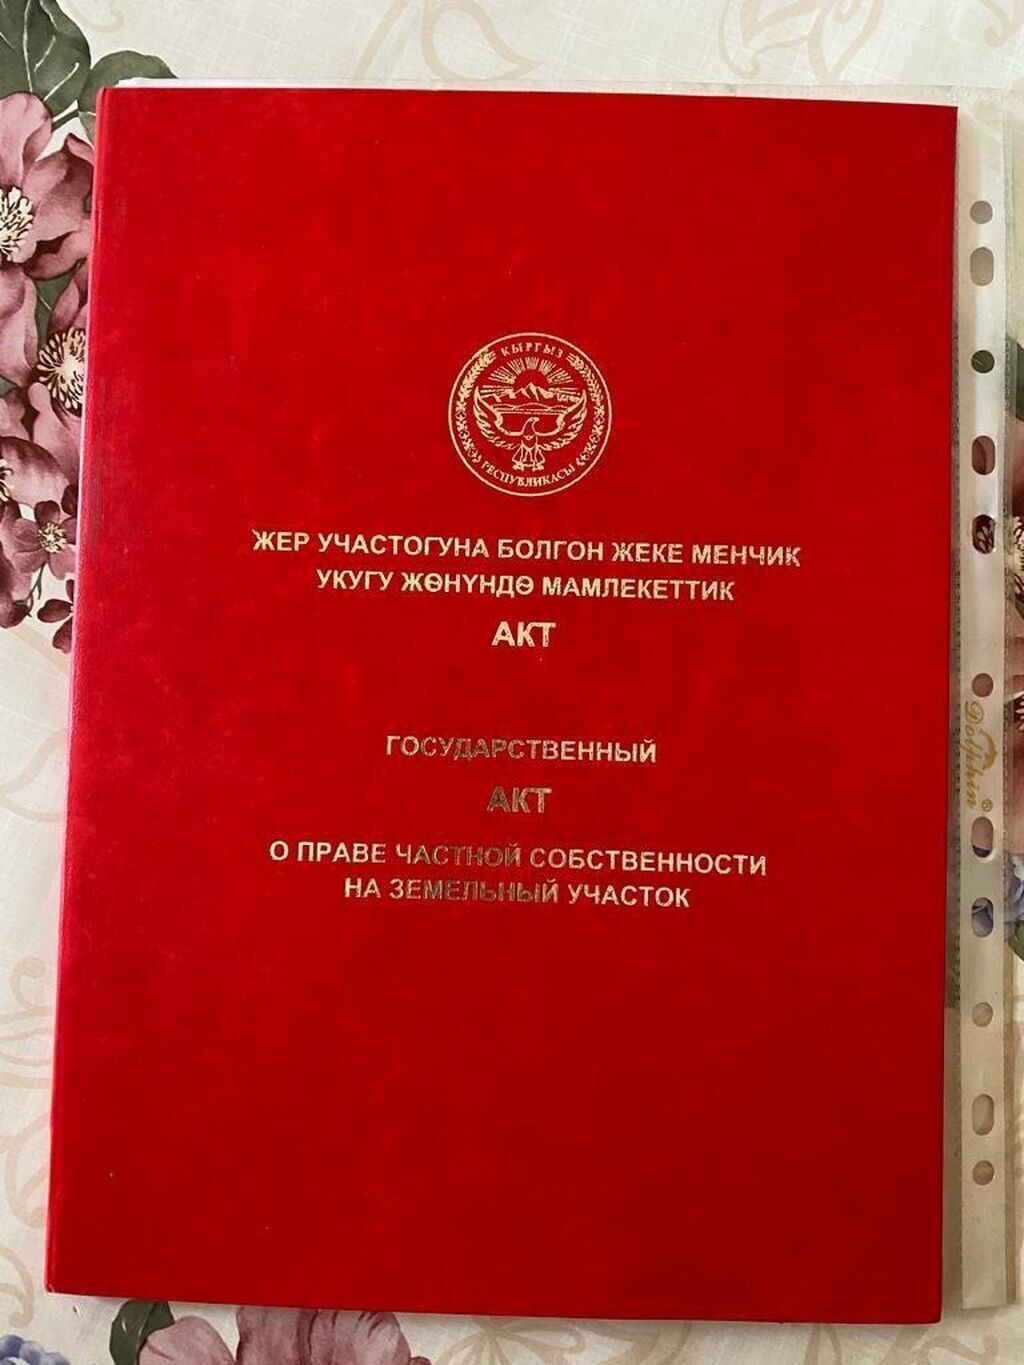 КЫРГЫЗ
РЕСПУБЛИКАСЫ
ЖЕР УЧАСТОГУНА БОЛГОН ЖЕКЕ МЕНЧИК
УКУГУ ЖӨНҮНДӨ МАМЛЕКЕТТИК
АКТ
ГОСУДАРСТВЕННЫЙ
АКТ
О ПРАВЕ ЧАСТНОЙ СОБСТВЕННОСТИ
НА ЗЕМЕЛЬНЫЙ УЧАСТОК
Dolphin®